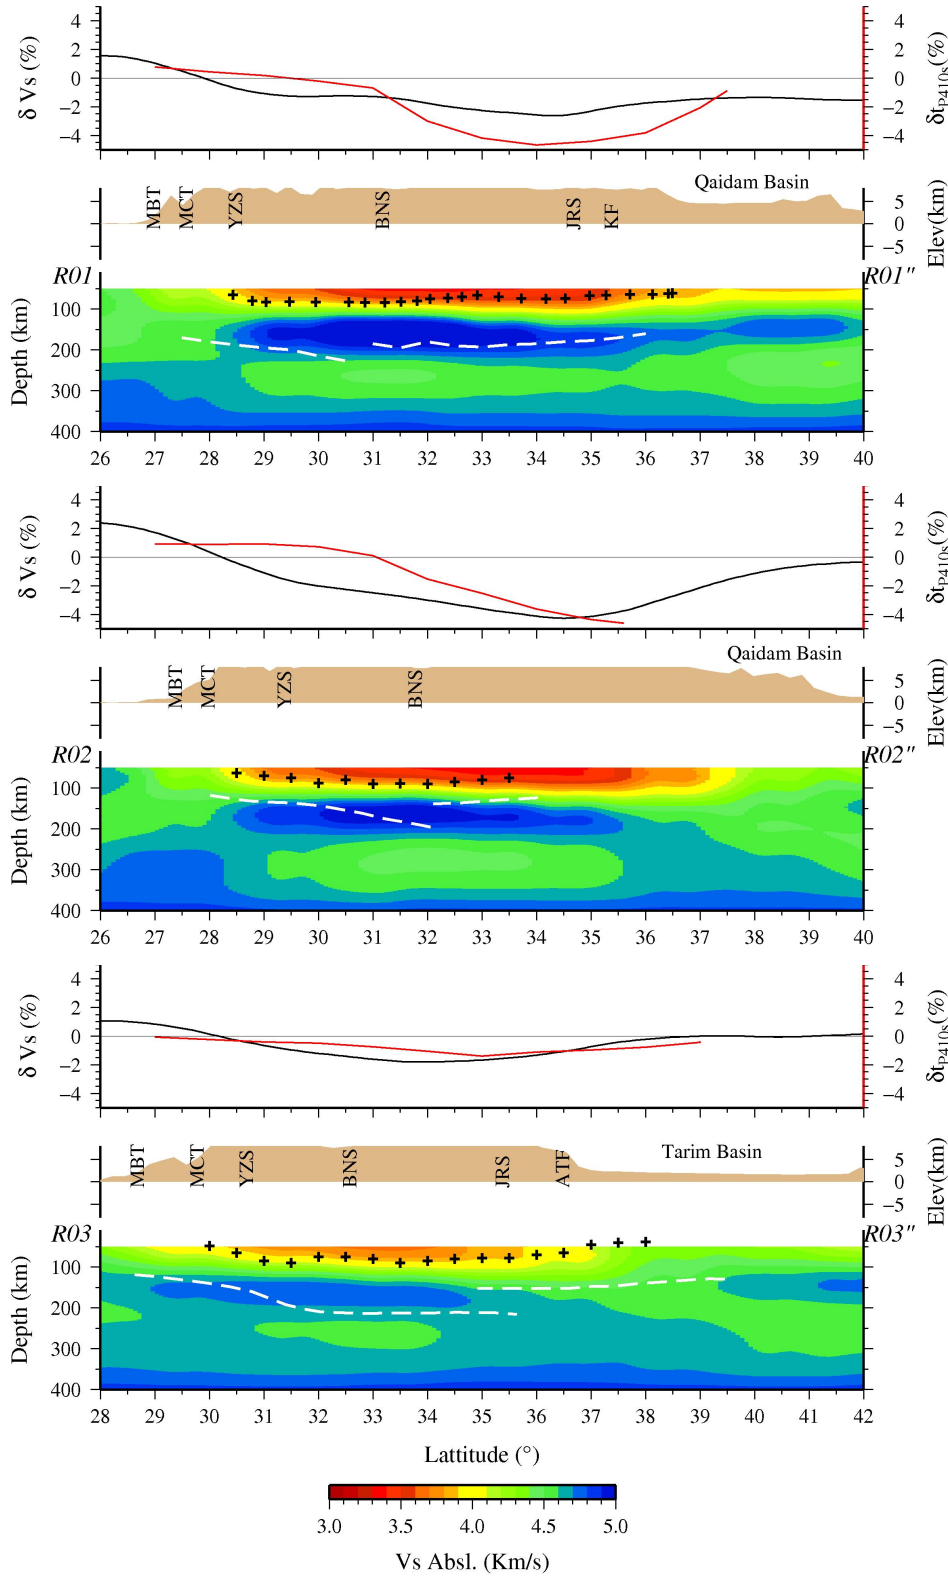 4
2
0
−2
−4
δ Vs (%)
4
2
0
−2
−4
δtP410s(%)
Qaidam Basin
MBT
MCT
YZS
BNS
JRS
KF
5
0
−5
Elev(km)
R01
R01"
100
200
300
400
Depth (km)
26 27 28 29 30 31 32 33 34 35 36 37 38 39 40
4
2
0
−2
−4
δ Vs (%)
4
2
0
−2
−4
δtP410s(%)
Qaidam Basin
MBT
MCT
YZS
BNS
5
0
−5
Elev(km)
R02
R02"
100
200
300
400
Depth (km)
26 27 28 29 30 31 32 33 34 35 36 37 38 39 40
4
2
0
−2
−4
δ Vs (%)
4
2
0
−2
−4
δtP410s(%)
Tarim Basin
MBT
MCT
YZS
BNS
JRS
ATF
5
0
−5
Elev(km)
R03
R03"
100
200
300
400
Depth (km)
28 29 30 31 32 33 34 35 36 37 38 39 40 41 42
Lattitude (°)
3.0 3.5 4.0 4.5 5.0
Vs Absl. (Km/s)